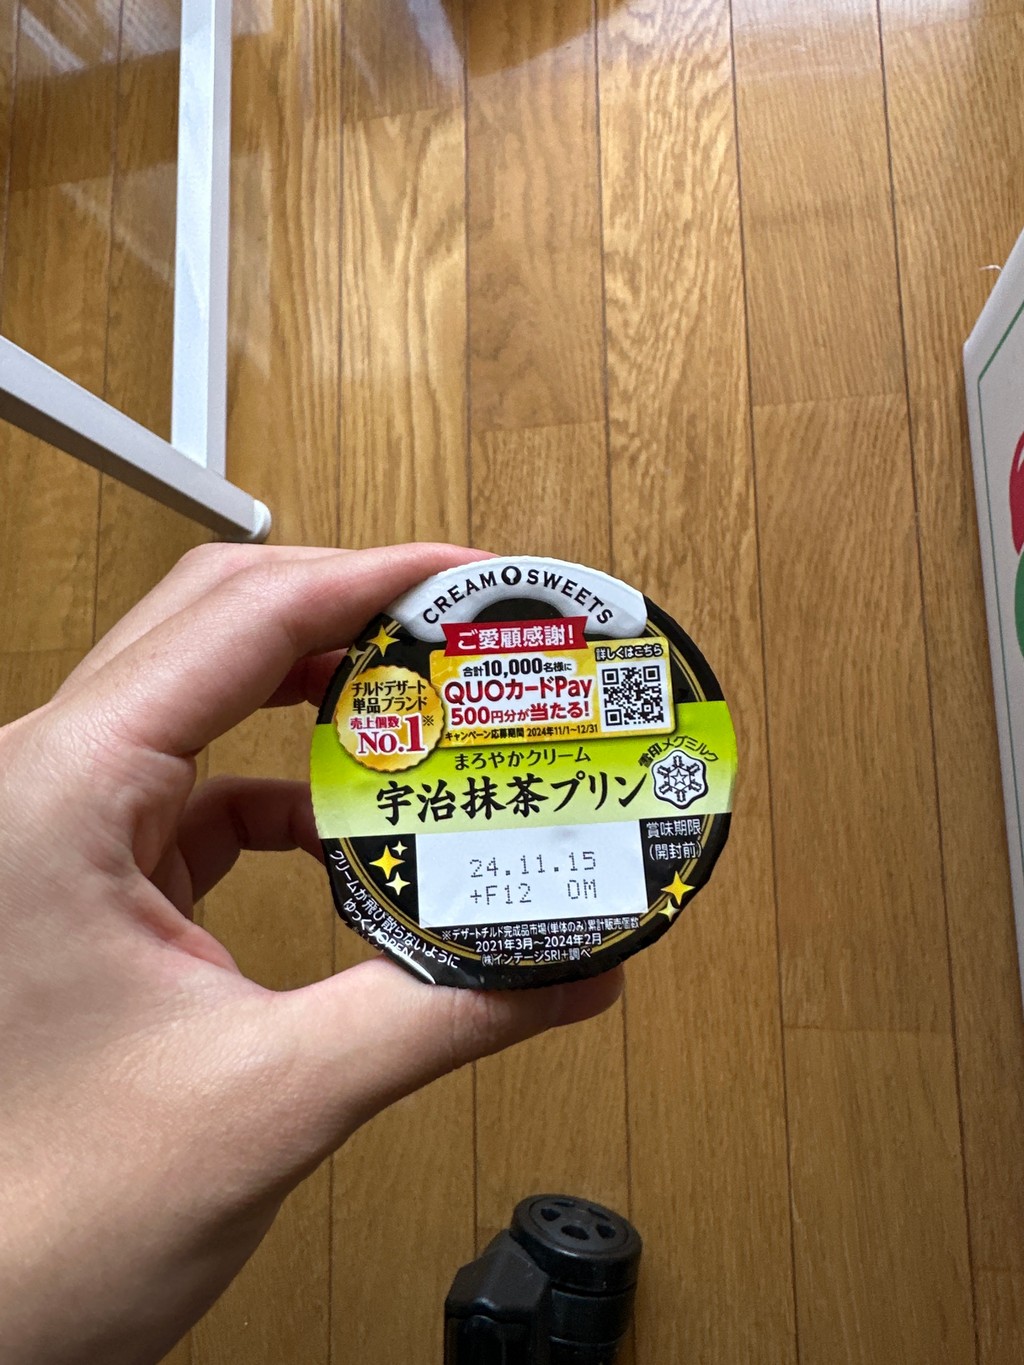 CREAM SWEETS
ご愛顧感謝!
詳しくはこちら
合計10,000名様に
QUOカードPay
500円分が当たる!
キャンペーン応募期間 2024年11/1~12/31
チルドデザート
単品ブランド
売上個数
No.1※
まろやかクリーム
宇治抹茶プリン
雪印メグミルク
賞味期限
(開封前)
24.11.15
+F12 OM
クリームが飛び散らないように
ゆっくりOPEN
※デザートチルド完成品市場(単体のみ)累計販売個数
2021年3月~2024年2月
㈱インテージSRI+調べ